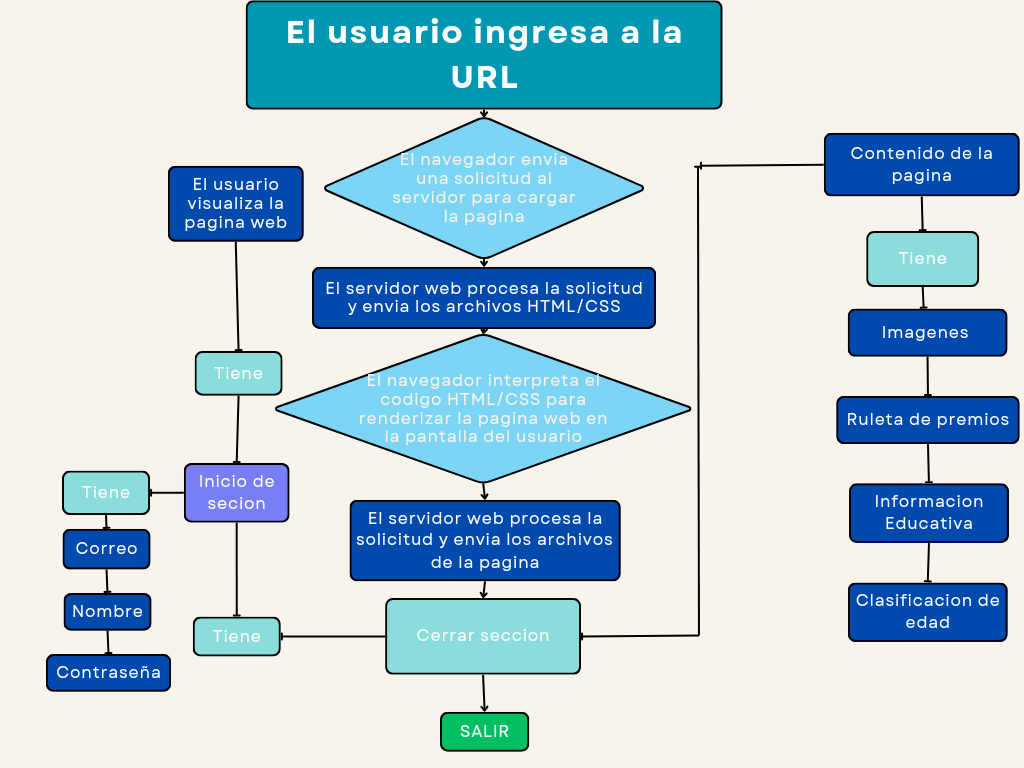 El usuario ingresa a la
URL
El navegador envia
una solicitud al
servidor para cargar
la pagina
El servidor web procesa la solicitud
y envia los archivos HTML/CSS
El navegador interpreta el
codigo HTML/CSS para
renderizar la pagina web en
la pantalla del usuario
El servidor web procesa la
solicitud y envia los archivos
de la pagina
Cerrar seccion
SALIR
El usuario
visualiza la
pagina web
Tiene
Inicio de
secion
Tiene
Correo
Nombre
Contraseña
Tiene
Contenido de la
pagina
Tiene
Imagenes
Ruleta de premios
Informacion
Educativa
Clasificacion de
edad